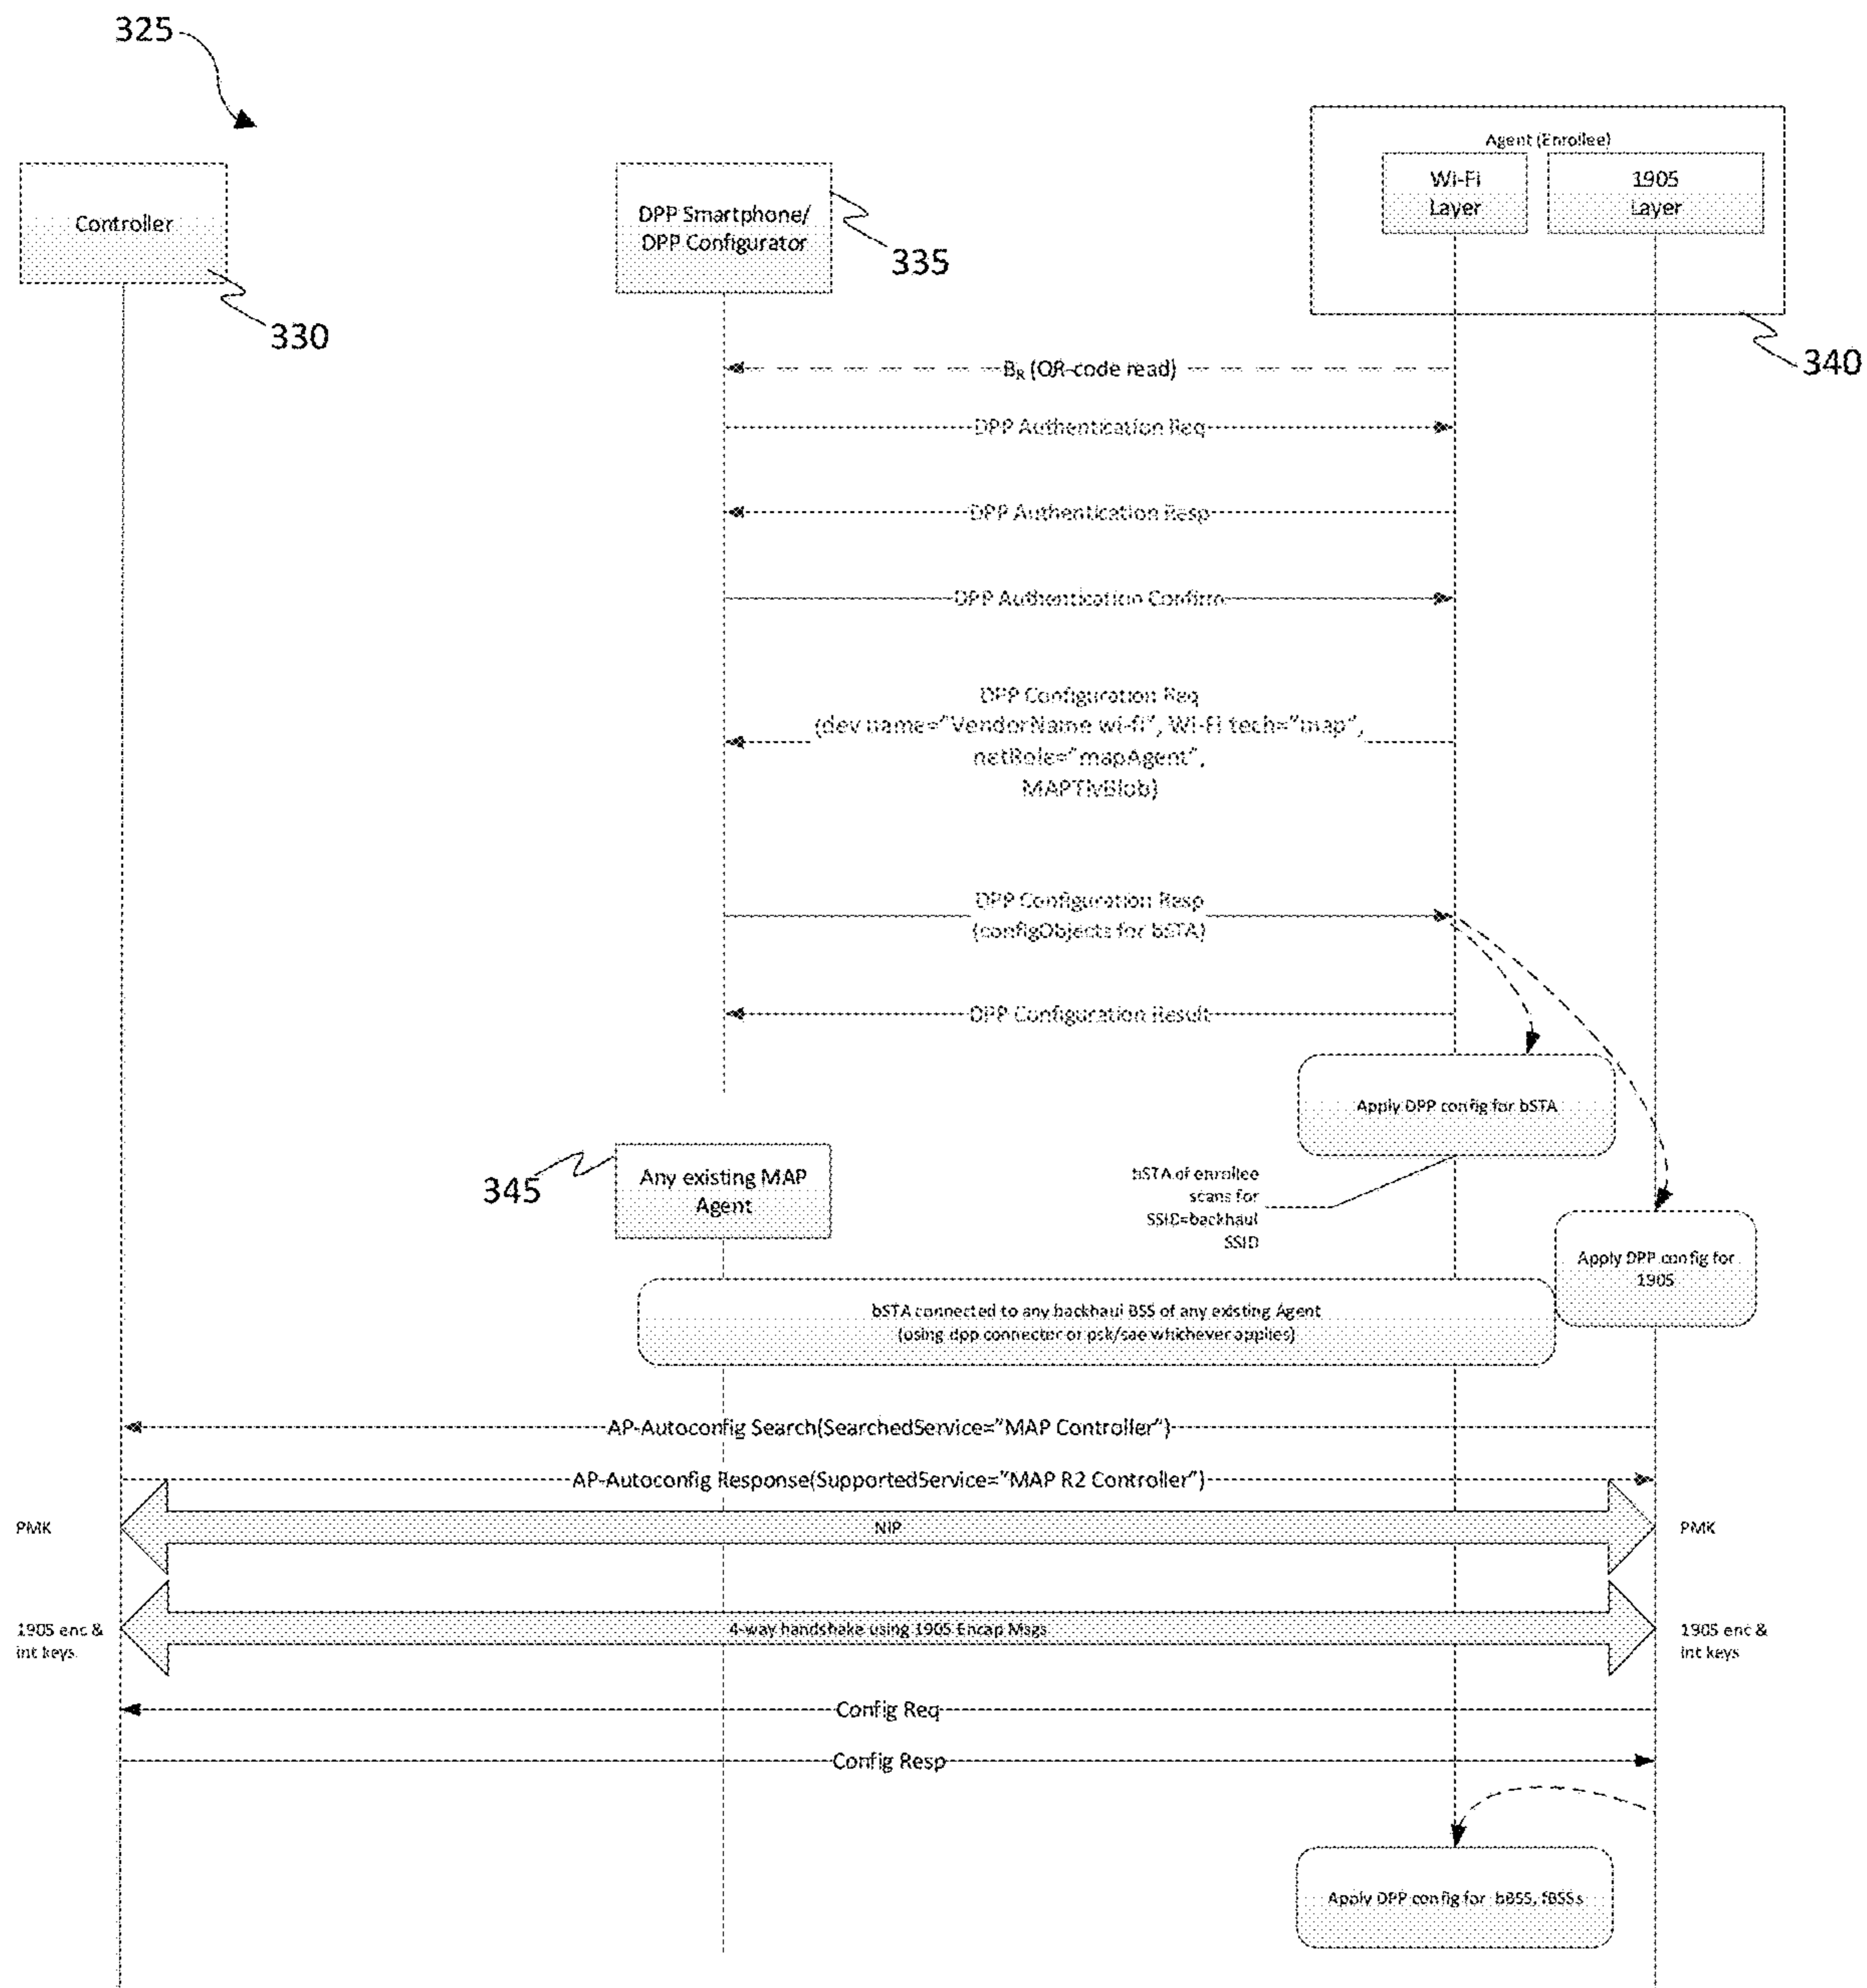 325
Agent (Enrollee)
Controller
DPP Smartphone/
DPP Configurator
Wi-Fi
Layer
1905
Layer
335
330
340
BR (QR-code read)
DPP Authentication Req
DPP Authentication Resp
DPP Authentication Confirm
DPP Configuration Req
(dev name="VendorName wi-fi", Wi-Fi tech="map",
netRole="mapAgent",
MAPTlvBlob)
DPP Configuration Resp
(configObjects for bSTA)
DPP Configuration Result
Apply DPP config for bSTA
345
Any existing MAP
Agent
bSTA of enrollee
scans for
SSID=backhaul
SSID
Apply DPP config for
1905
bSTA connected to any backhaul BSS of any existing Agent
(using dpp connector or psk/sae whichever applies)
AP-Autoconfig Search(SearchedService="MAP Controller")
AP-Autoconfig Response(SupportedService="MAP R2 Controller")
PMK
NIP
PMK
1905 enc &
int keys
4-way handshake using 1905 Encap Msgs
1905 enc &
int keys
Config Req
Config Resp
Apply DPP config for bBSS, fBSSs